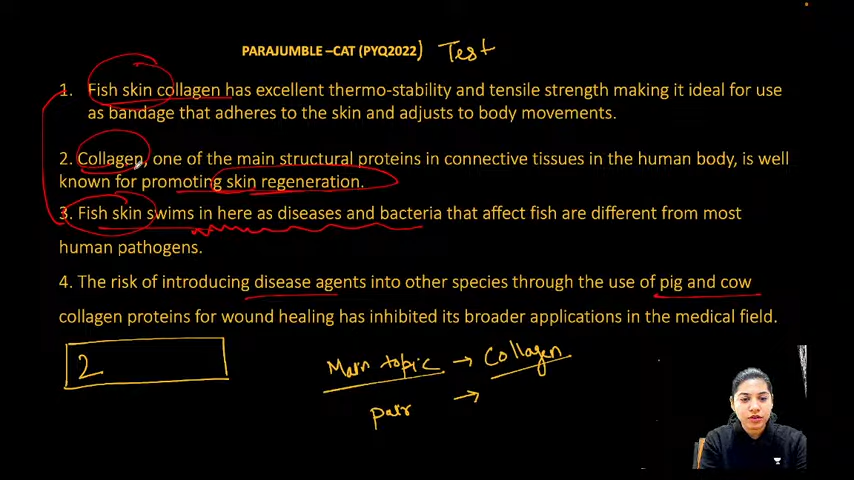 PARAJUMBLE –CAT (PYQ2022) Test
1. Fish skin collagen has excellent thermo-stability and tensile strength making it ideal for use
as bandage that adheres to the skin and adjusts to body movements.
2. Collagen, one of the main structural proteins in connective tissues in the human body, is well
known for promoting skin regeneration.
3. Fish skin swims in here as diseases and bacteria that affect fish are different from most
human pathogens.
4. The risk of introducing disease agents into other species through the use of pig and cow
collagen proteins for wound healing has inhibited its broader applications in the medical field.
2
Main topic → Collagen
pair →